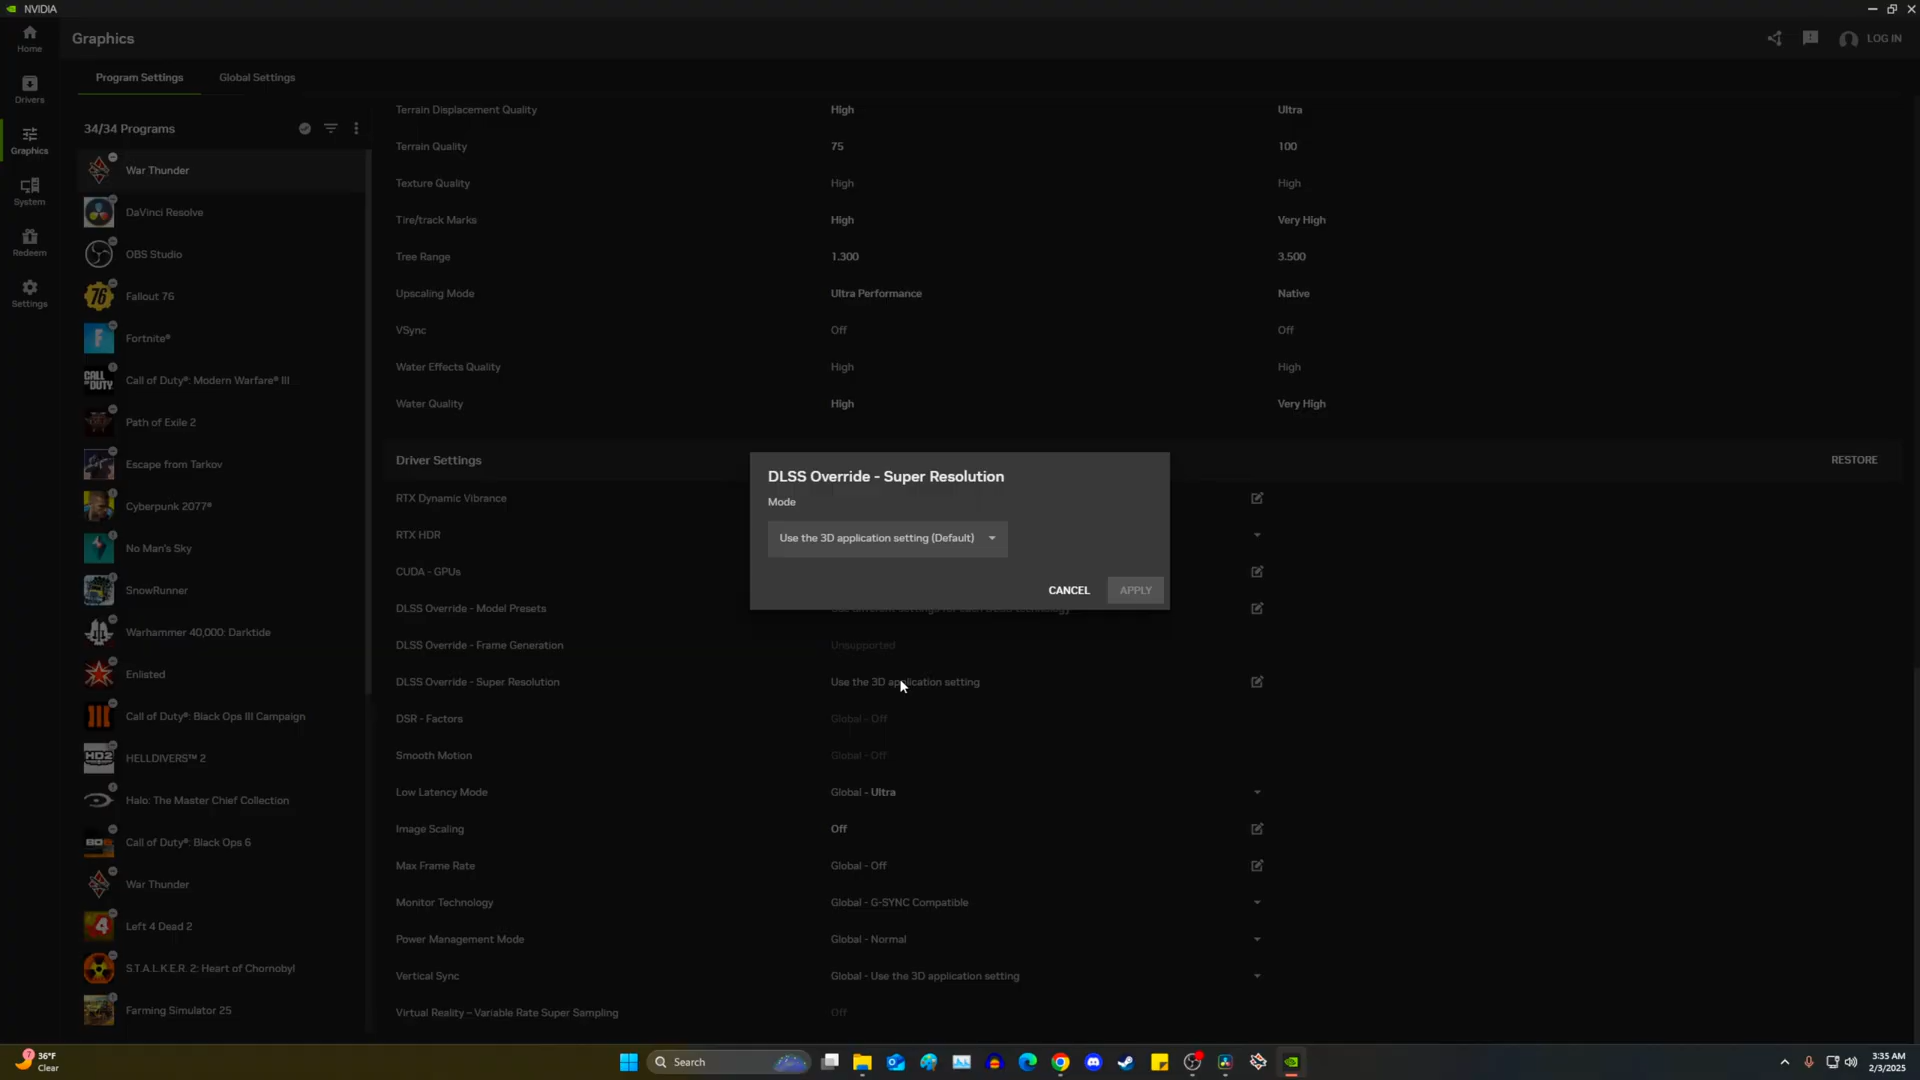 NVIDIA
Home
Graphics
LOG IN
Drivers
Program Settings
Global Settings
Graphics
34/34 Programs
System
Redeem
Settings
War Thunder
DaVinci Resolve
OBS Studio
76
Fallout 76
F
Fortnite®
CALL OF DUTY
Call of Duty®: Modern Warfare® III...
Path of Exile 2
Escape from Tarkov
Cyberpunk 2077®
No Man's Sky
SnowRunner
Warhammer 40,000: Darktide
Enlisted
III
Call of Duty®: Black Ops III Campaign
HD2
HELLDIVERS™ 2
Halo: The Master Chief Collection
Call of Duty®: Black Ops 6
War Thunder
4
Left 4 Dead 2
S.T.A.L.K.E.R. 2: Heart of Chornobyl
Farming Simulator 25
Terrain Displacement Quality High Ultra
Terrain Quality 75 100
Texture Quality High High
Tire/track Marks High Very High
Tree Range 1.300 3.500
Upscaling Mode Ultra Performance Native
VSync Off Off
Water Effects Quality High High
Water Quality High Very High
Driver Settings RESTORE
RTX Dynamic Vibrance
RTX HDR
CUDA - GPUs
DLSS Override - Model Presets
DLSS Override - Frame Generation Unsupported
DLSS Override - Super Resolution Use the 3D application setting
DSR - Factors Global - Off
Smooth Motion Global - Off
Low Latency Mode Global - Ultra
Image Scaling Off
Max Frame Rate Global - Off
Monitor Technology Global - G-SYNC Compatible
Power Management Mode Global - Normal
Vertical Sync Global - Use the 3D application setting
Virtual Reality – Variable Rate Super Sampling Off
DLSS Override - Super Resolution
Mode
Use the 3D application setting (Default)
CANCEL APPLY
36°F
Clear
Search
3:35 AM
2/3/2025